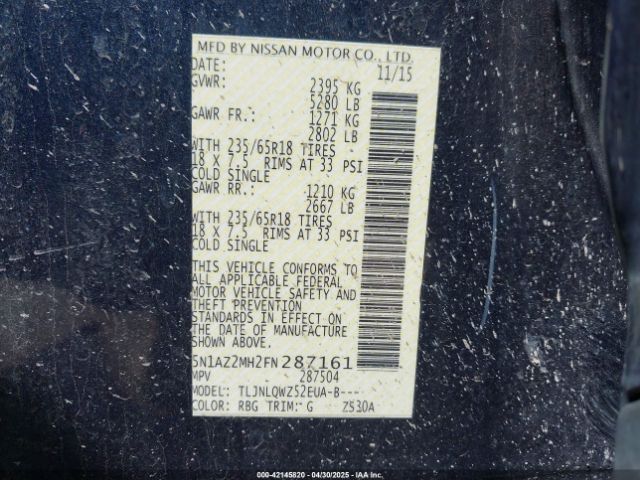 MFD BY NISSAN MOTOR CO., LTD.
DATE: 11/15
GVWR: 2395 KG
5280 LB
GAWR FR.: 1271 KG
2802 LB
WITH 235/65R18 TIRES
18 X 7.5 RIMS AT 33 PSI
COLD SINGLE
GAWR RR.: 1210 KG
2667 LB
WITH 235/65R18 TIRES
18 X 7.5 RIMS AT 33 PSI
COLD SINGLE
THIS VEHICLE CONFORMS TO
ALL APPLICABLE FEDERAL
MOTOR VEHICLE SAFETY AND
THEFT PREVENTION
STANDARDS IN EFFECT ON
THE DATE OF MANUFACTURE
SHOWN ABOVE.
5N1AZ2MH2FN287161
MPV 287504
MODEL: TLJNLQWZ52EUA-B---
COLOR: RBG TRIM: G Z530A
000-42145820 - 04/30/2025 - IAA Inc.